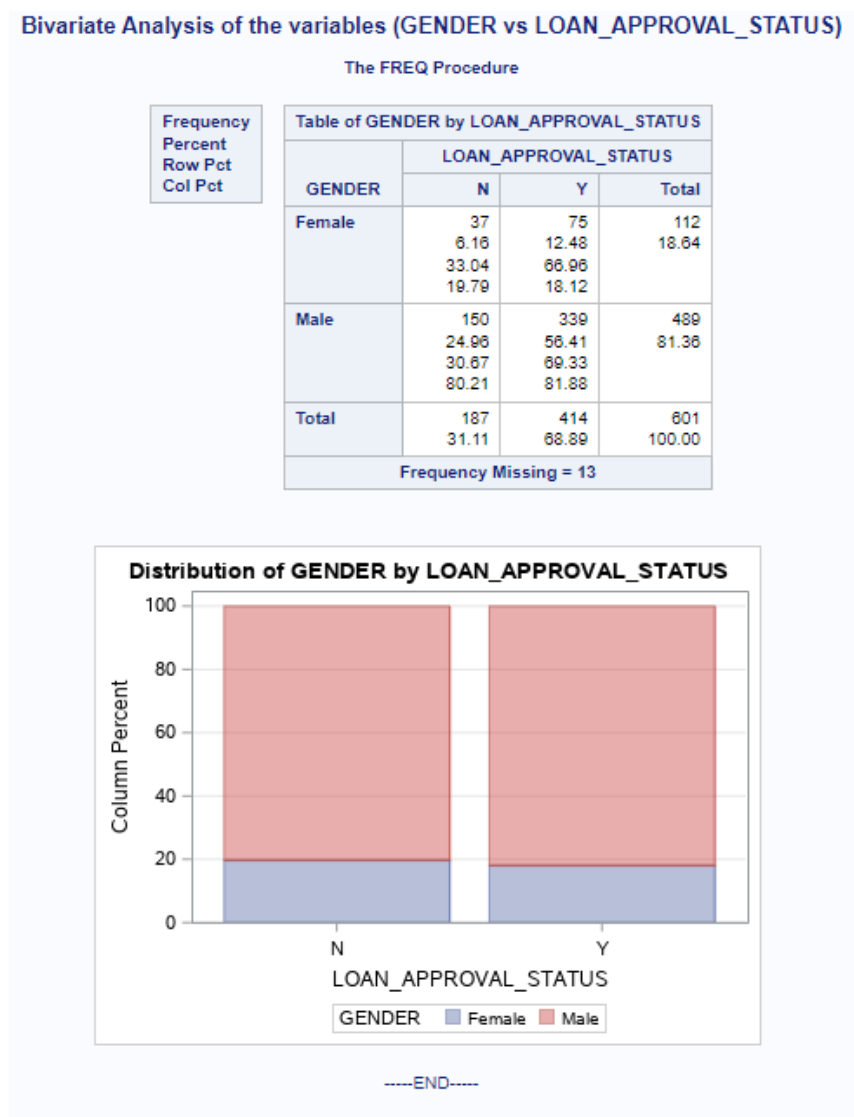 Bivariate Analysis of the variables (GENDER vs LOAN_APPROVAL_STATUS)
The FREQ Procedure
Frequency
Percent
Row Pct
Col Pct
Table of GENDER by LOAN_APPROVAL_STATUS
LOAN_APPROVAL_STATUS
GENDER N Y Total
Female 37 75 112
6.16 12.48 18.64
33.04 66.96
19.79 18.12
Male 150 339 489
24.96 56.41 81.36
30.67 69.33
80.21 81.88
Total 187 414 601
31.11 68.89 100.00
Frequency Missing = 13
Distribution of GENDER by LOAN_APPROVAL_STATUS
100
80
60
40
20
0
Column Percent
N Y
LOAN_APPROVAL_STATUS
GENDER Female Male
-----END-----